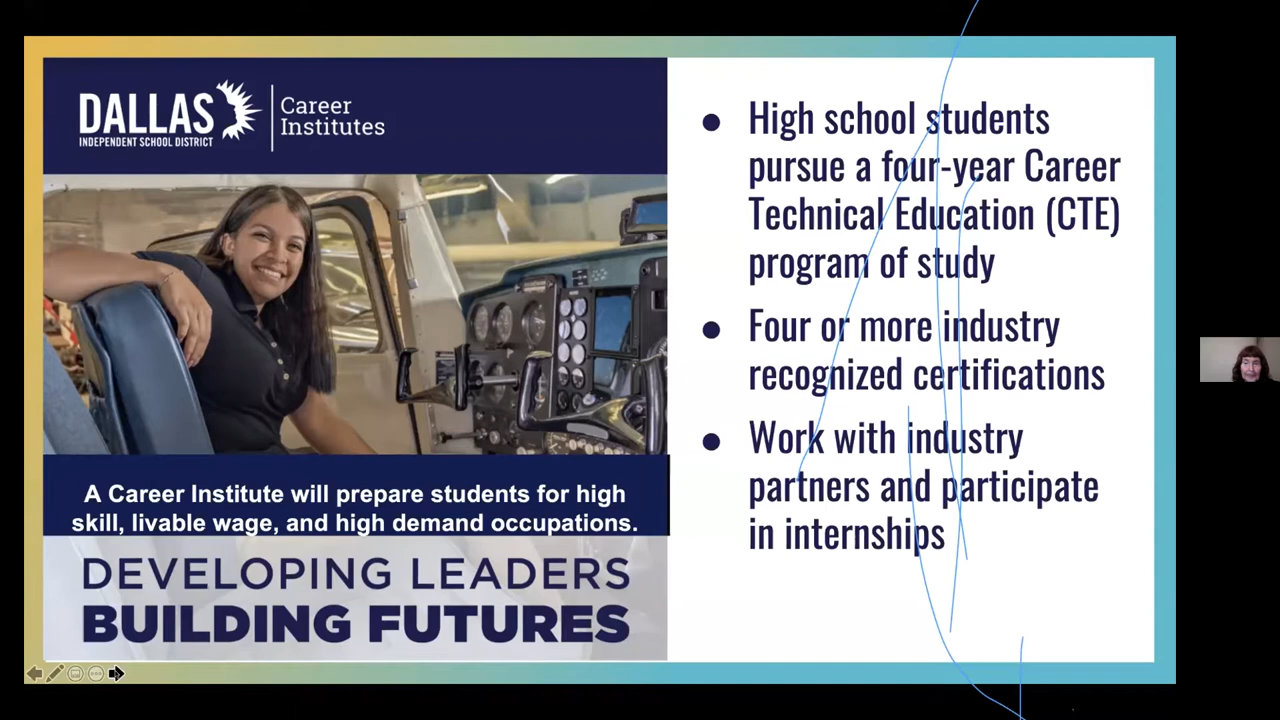 DALLAS
INDEPENDENT SCHOOL DISTRICT
Career
Institutes
A Career Institute will prepare students for high
skill, livable wage, and high demand occupations.
DEVELOPING LEADERS
BUILDING FUTURES
● High school students
pursue a four-year Career
Technical Education (CTE)
program of study
● Four or more industry
recognized certifications
● Work with industry
partners and participate
in internships